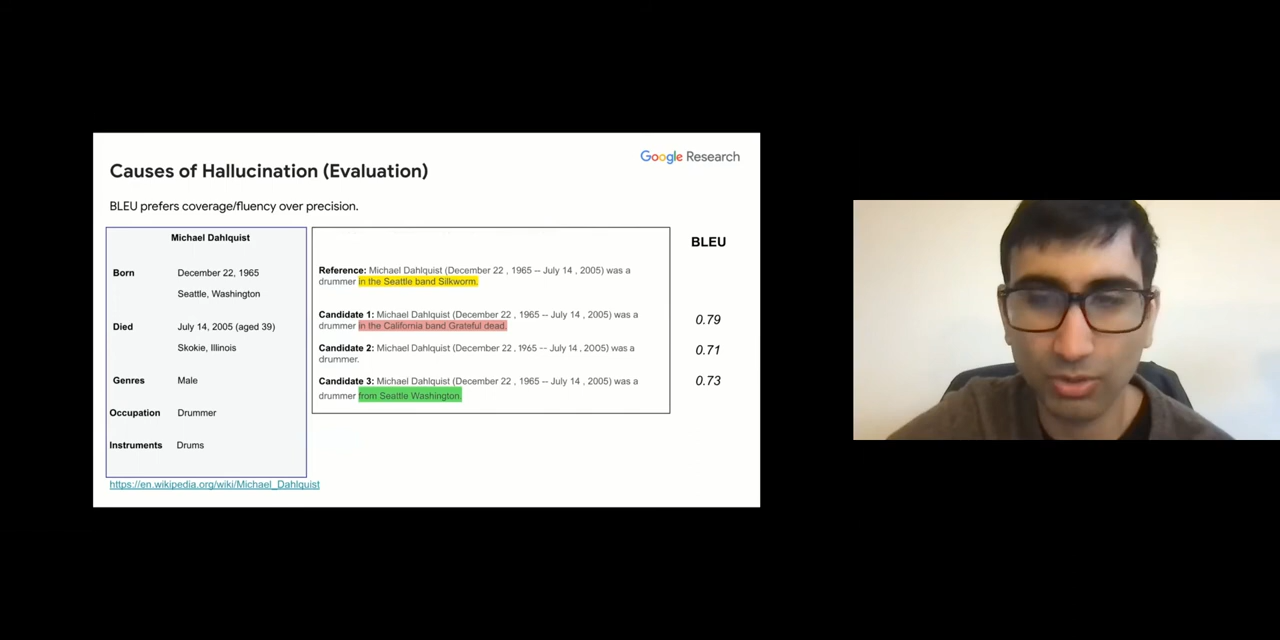 Google Research
Causes of Hallucination (Evaluation)
BLEU prefers coverage/fluency over precision.
Michael Dahlquist
Born December 22, 1965
Seattle, Washington
Died July 14, 2005 (aged 39)
Skokie, Illinois
Genres Male
Occupation Drummer
Instruments Drums
https://en.wikipedia.org/wiki/Michael_Dahlquist
Reference: Michael Dahlquist (December 22 , 1965 -- July 14 , 2005) was a
drummer in the Seattle band Silkworm.
Candidate 1: Michael Dahlquist (December 22 , 1965 -- July 14 , 2005) was a
drummer in the California band Grateful dead.
Candidate 2: Michael Dahlquist (December 22 , 1965 -- July 14 , 2005) was a
drummer.
Candidate 3: Michael Dahlquist (December 22 , 1965 -- July 14 , 2005) was a
drummer from Seattle Washington.
BLEU
0.79
0.71
0.73